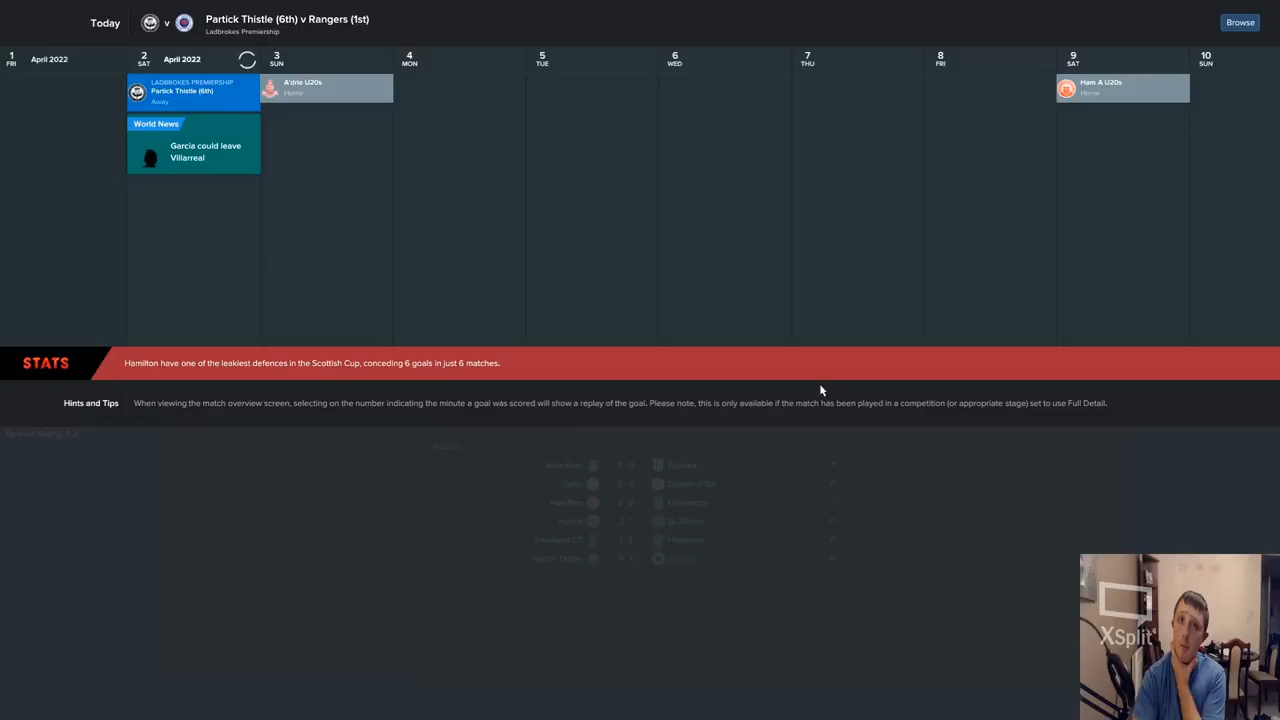 Today
v
Partick Thistle (6th) v Rangers (1st)
Ladbrokes Premiership
Browse
1
FRI
April 2022
2
SAT
April 2022
3
SUN
4
MON
5
TUE
6
WED
7
THU
8
FRI
9
SAT
10
SUN
LADBROKES PREMIERSHIP
Partick Thistle (6th)
Away
A'drie U20s
Home
Ham A U20s
Home
World News
Garcia could leave
Villarreal
STATS
Hamilton have one of the leakiest defences in the Scottish Cup, conceding 6 goals in just 6 matches.
Hints and Tips
When viewing the match overview screen, selecting on the number indicating the minute a goal was scored will show a replay of the goal. Please note, this is only available if the match has been played in a competition (or appropriate stage) set to use Full Detail.
Aberdeen
Hamilton
Partick Thistle
XSplit